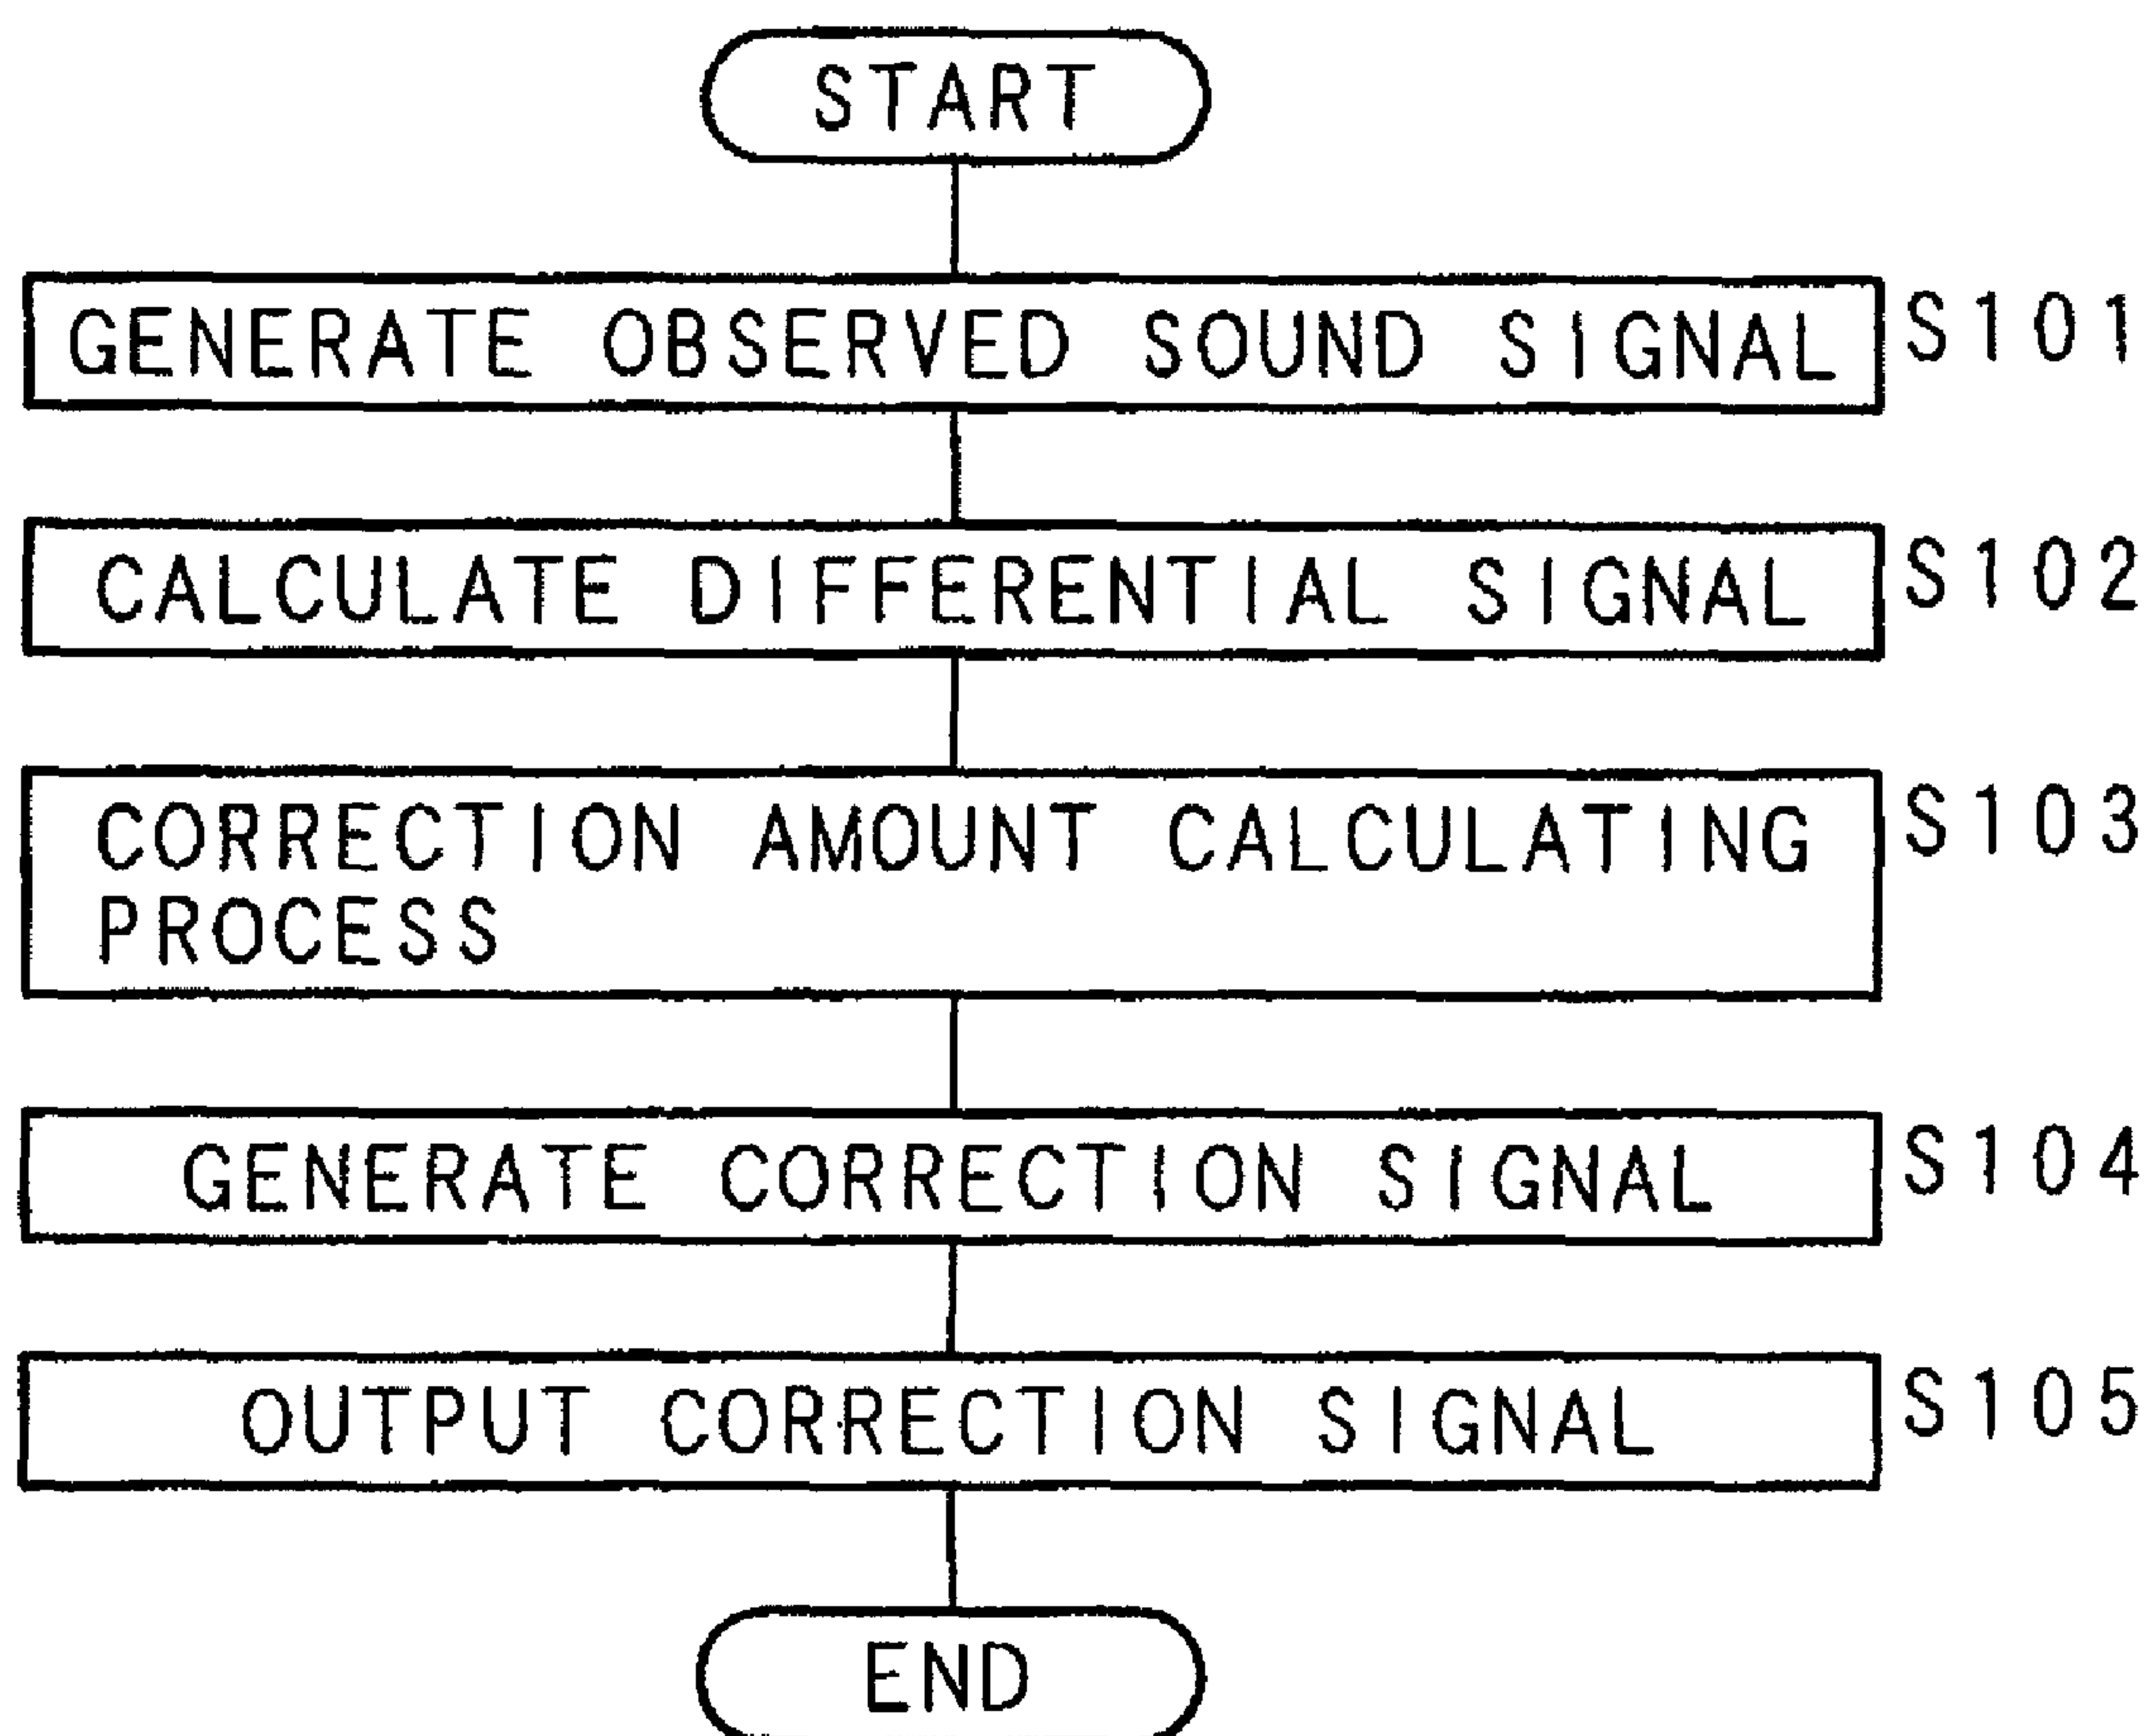 START
GENERATE OBSERVED SOUND SIGNAL S101
CALCULATE DIFFERENTIAL SIGNAL S102
CORRECTION AMOUNT CALCULATING S103
PROCESS
GENERATE CORRECTION SIGNAL S104
OUTPUT CORRECTION SIGNAL S105
END